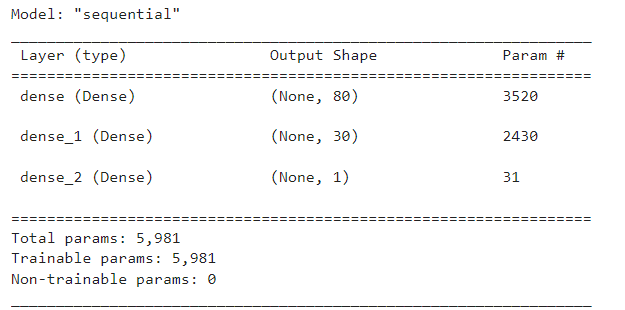 Model: "sequential"
Layer (type) Output Shape Param #
dense (Dense) (None, 80) 3520
dense_1 (Dense) (None, 30) 2430
dense_2 (Dense) (None, 1) 31
Total params: 5,981
Trainable params: 5,981
Non-trainable params: 0